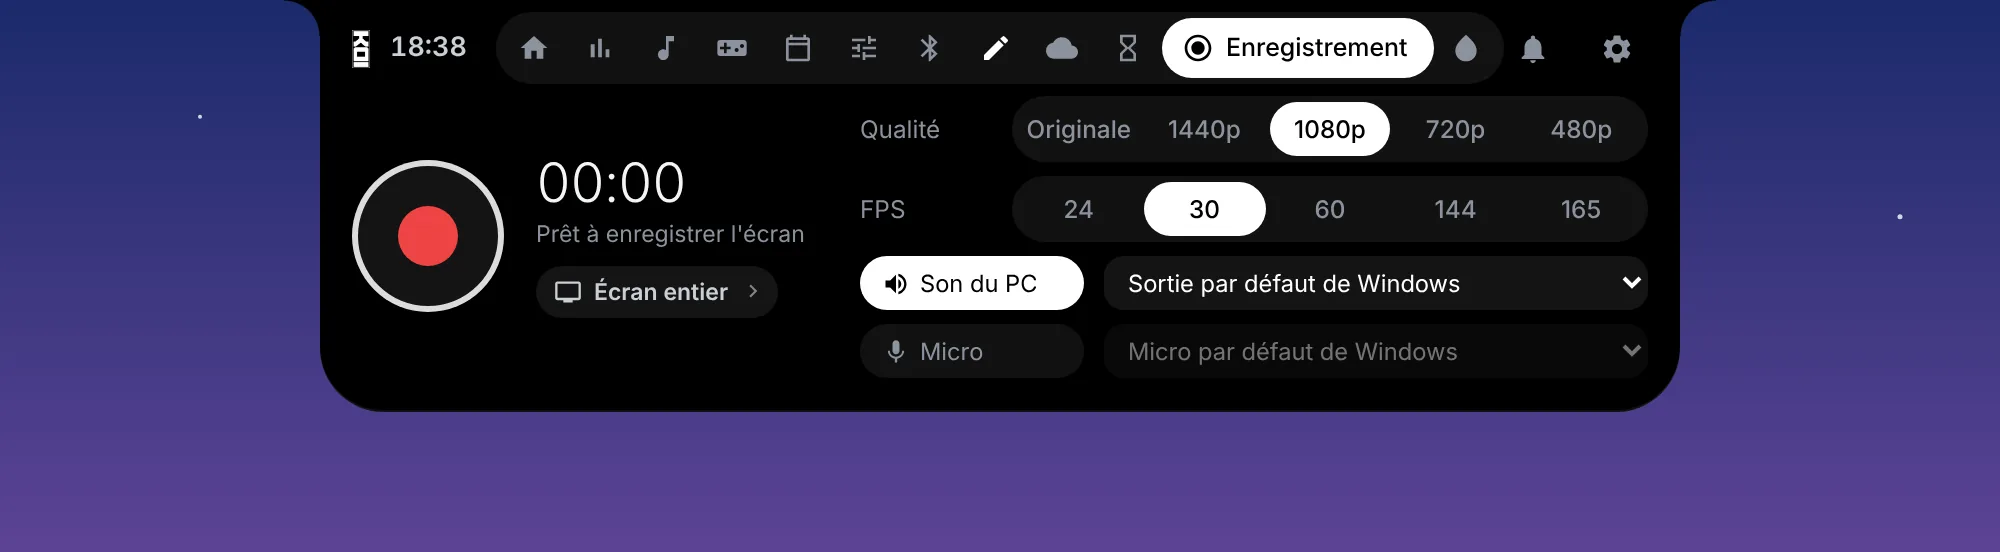 KOI
18:38
Enregistrement
Qualité
Originale 1440p 1080p 720p 480p
00:00
Prêt à enregistrer l'écran
Écran entier
FPS
24 30 60 144 165
Son du PC
Sortie par défaut de Windows
Micro
Micro par défaut de Windows